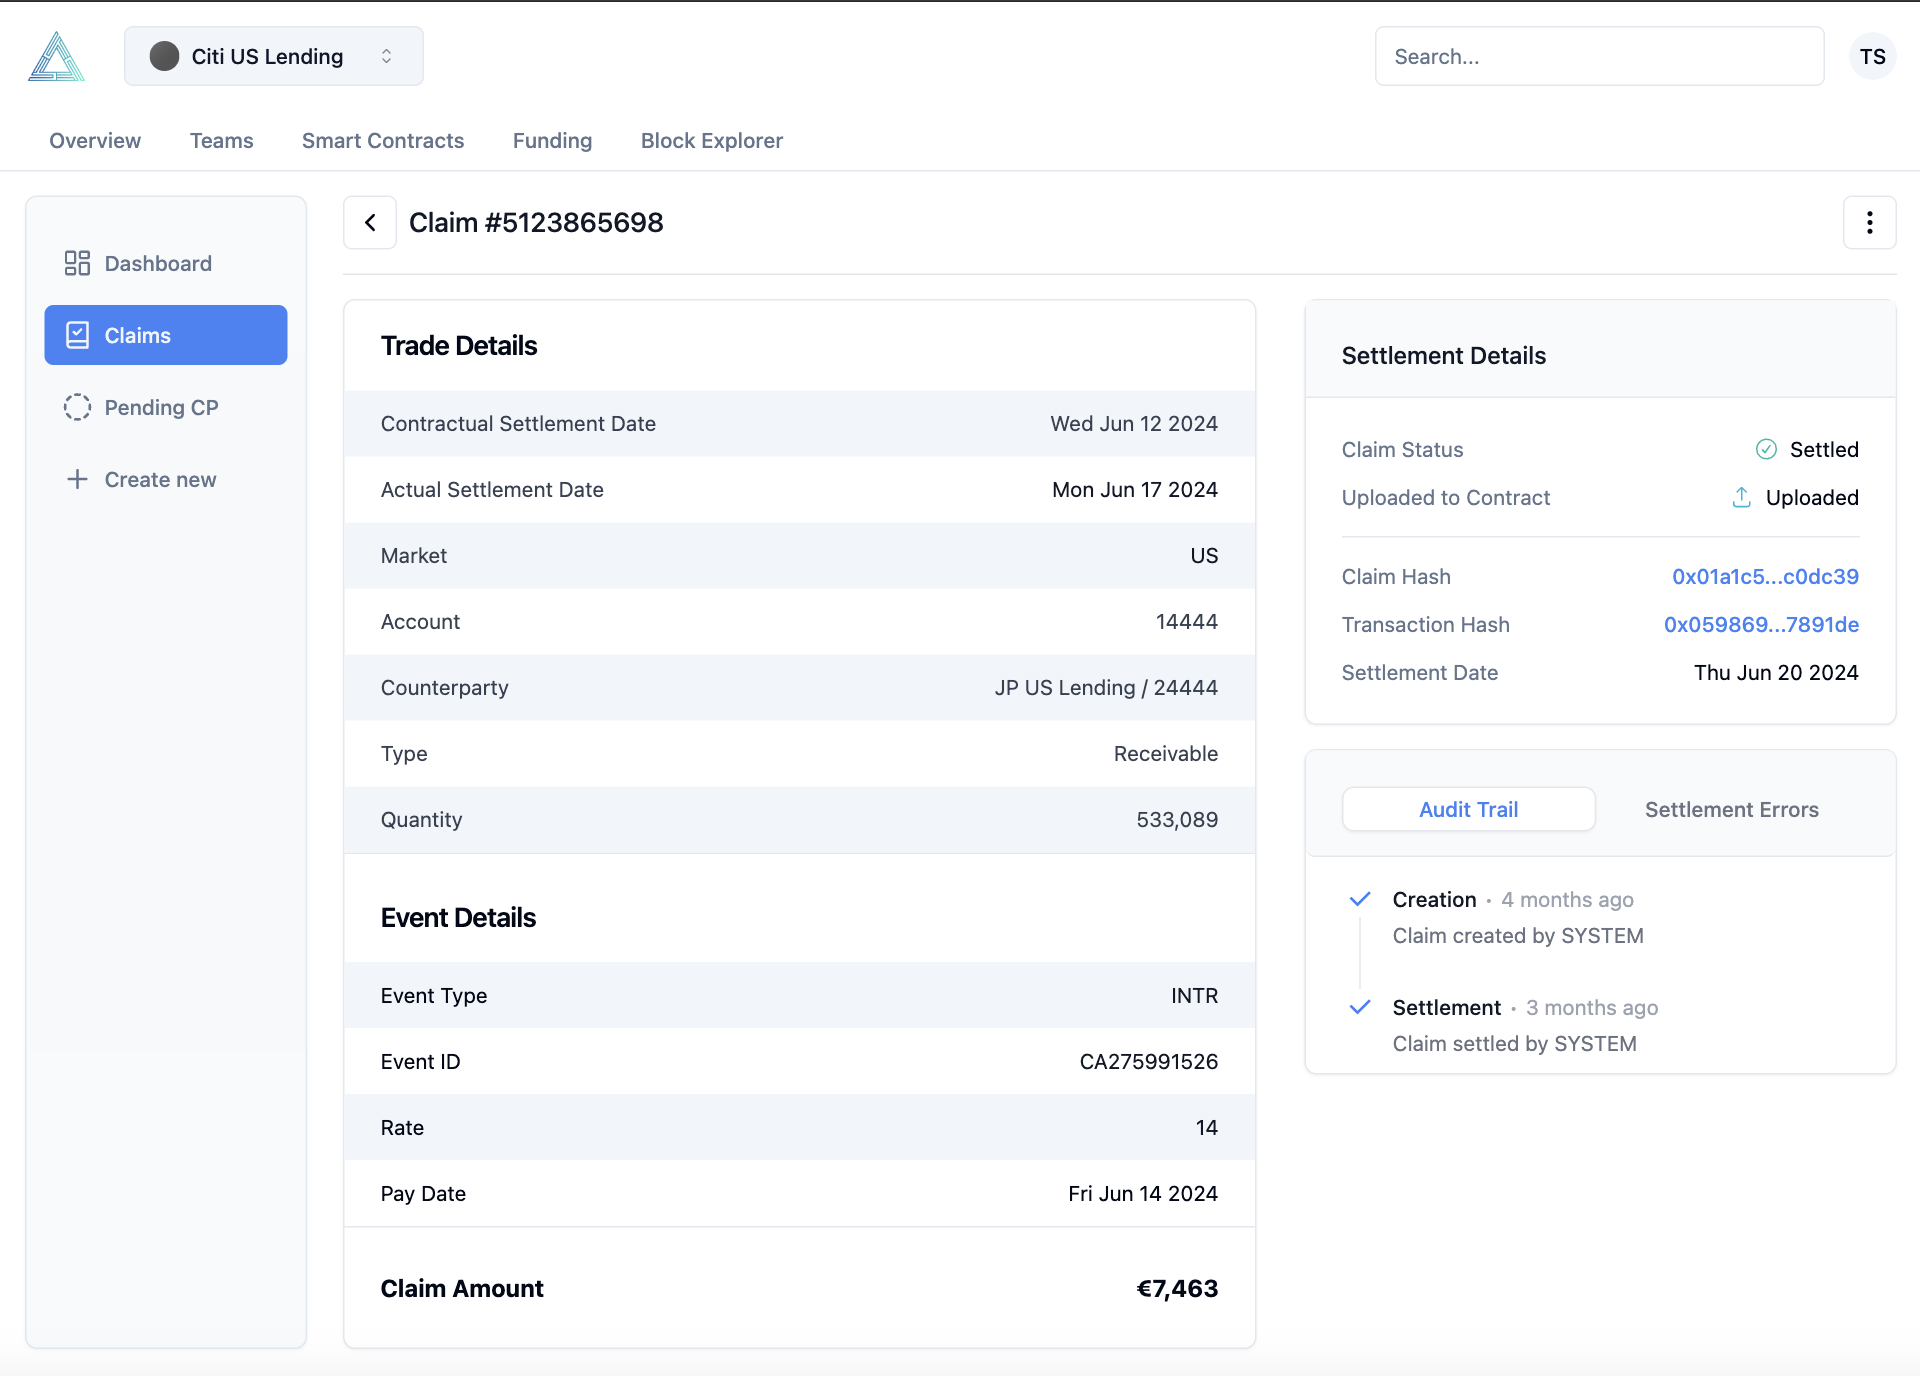 Citi US Lending
Search...
TS
Overview
Teams
Smart Contracts
Funding
Block Explorer
Dashboard
Claims
Pending CP
Create new
Claim #5123865698
Trade Details
Contractual Settlement Date Wed Jun 12 2024
Actual Settlement Date Mon Jun 17 2024
Market US
Account 14444
Counterparty JP US Lending / 24444
Type Receivable
Quantity 533,089
Event Details
Event Type INTR
Event ID CA275991526
Rate 14
Pay Date Fri Jun 14 2024
Claim Amount €7,463
Settlement Details
Claim Status Settled
Uploaded to Contract Uploaded
Claim Hash 0x01a1c5...c0dc39
Transaction Hash 0x059869...7891de
Settlement Date Thu Jun 20 2024
Audit Trail
Settlement Errors
Creation • 4 months ago
Claim created by SYSTEM
Settlement • 3 months ago
Claim settled by SYSTEM